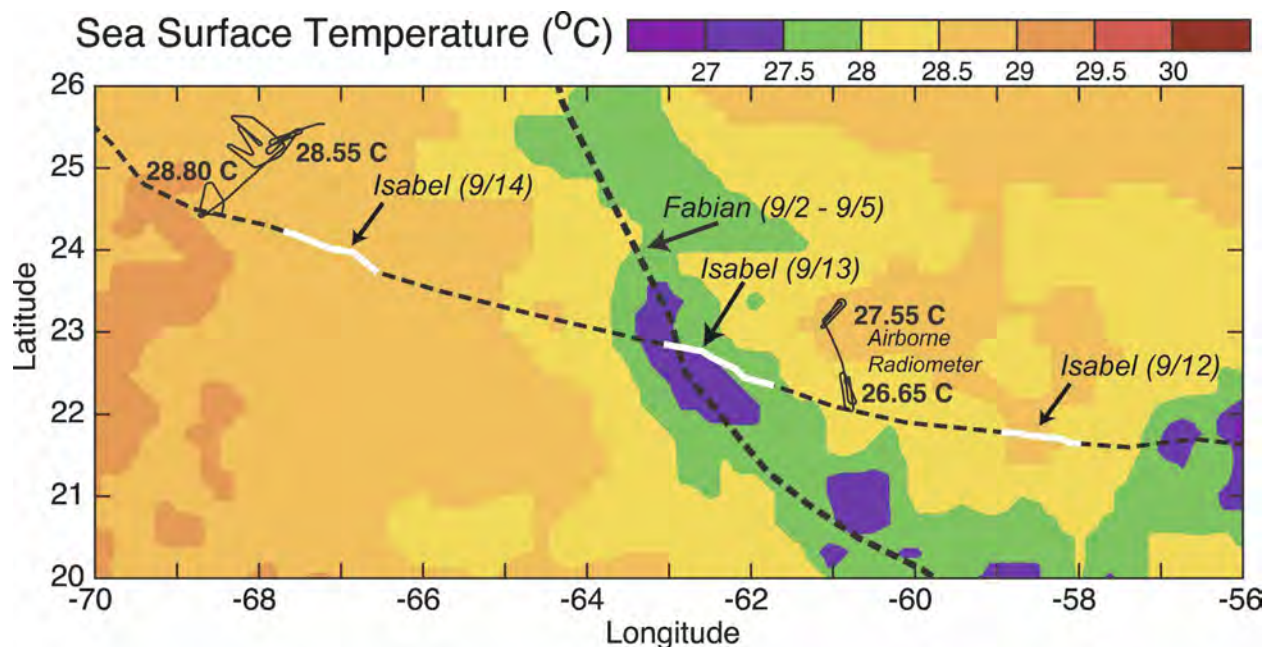 Sea Surface Temperature (°C)
27 27.5 28 28.5 29 29.5 30
26
25
24
23
22
21
20
Latitude
28.80 C
28.55 C
Isabel (9/14)
Fabian (9/2 - 9/5)
Isabel (9/13)
27.55 C
Airborne
Radiometer
26.65 C
Isabel (9/12)
-70 -68 -66 -64 -62 -60 -58 -56
Longitude